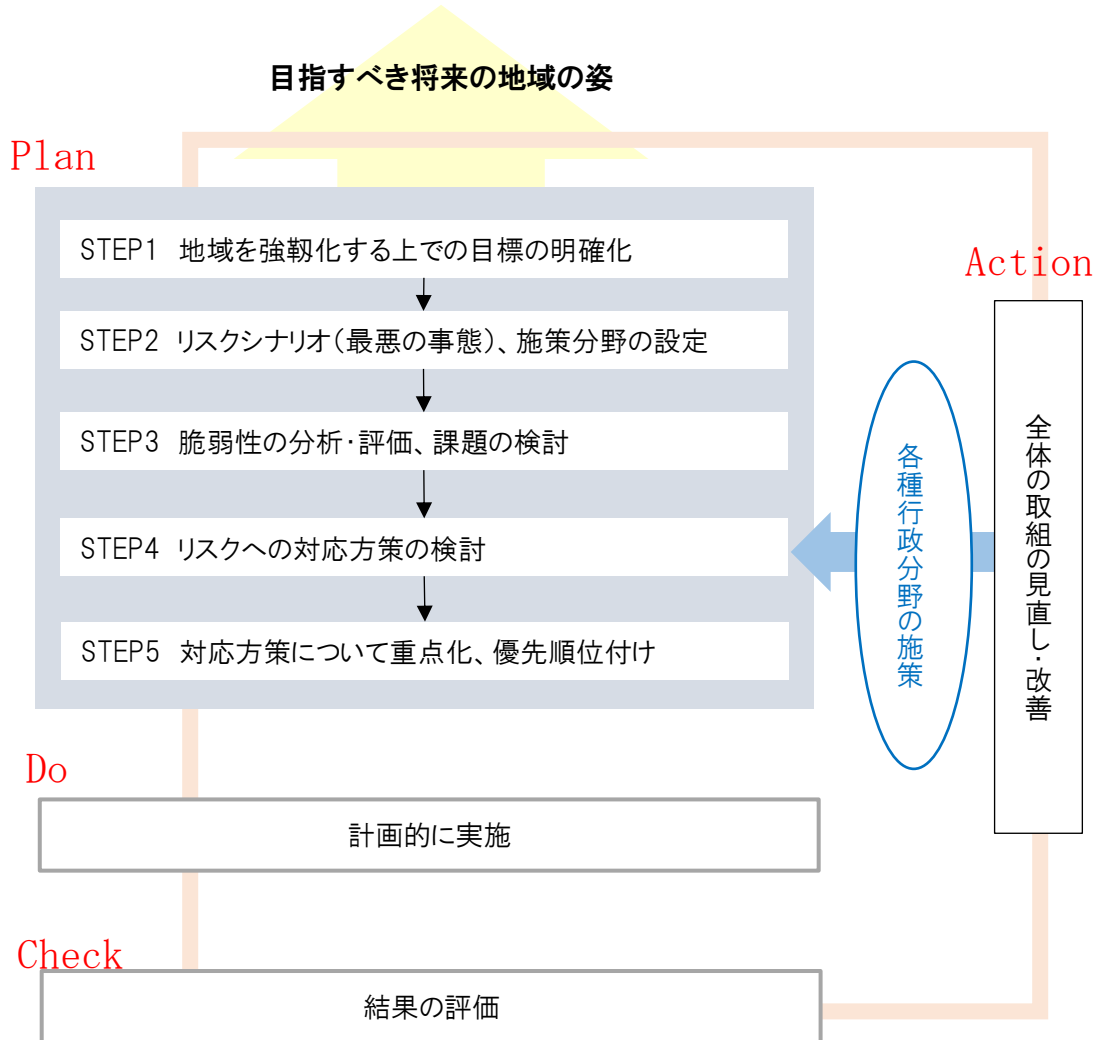 目指すべき将来の地域の姿
Plan
STEP1 地域を強靱化する上での目標の明確化
STEP2 リスクシナリオ（最悪の事態）、施策分野の設定
STEP3 脆弱性の分析・評価、課題の検討
STEP4 リスクへの対応方策の検討
STEP5 対応方策について重点化、優先順位付け
各種行政分野の施策
Action
全体の取組の見直し・改善
Do
計画的に実施
Check
結果の評価